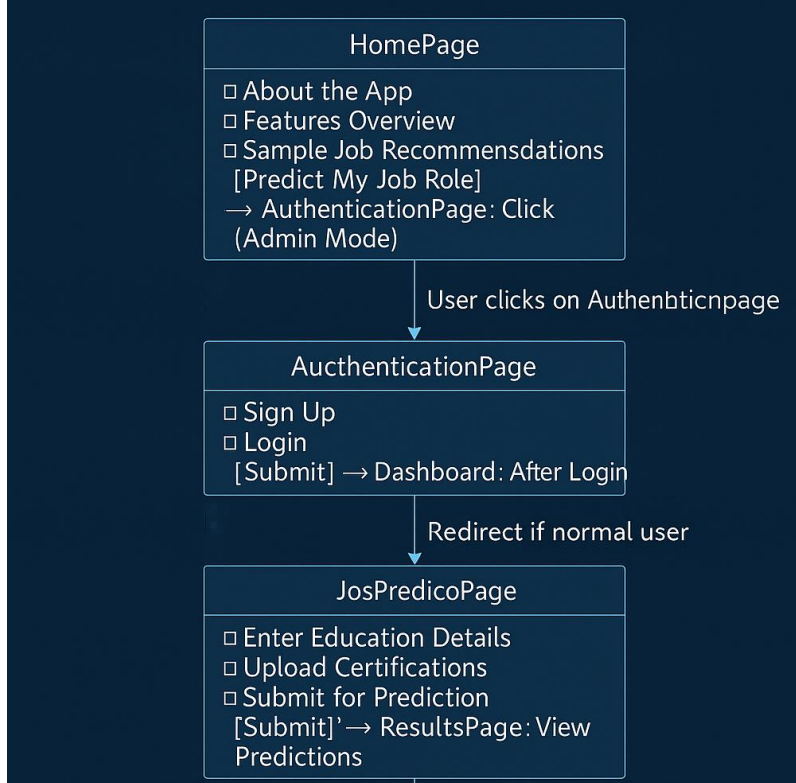 HomePage
□ About the App
□ Features Overview
□ Sample Job Recommensdations
[Predict My Job Role]
→ AuthenticationPage: Click
(Admin Mode)
User clicks on Authenbticnpage
AucthenticationPage
□ Sign Up
□ Login
[Submit] → Dashboard: After Login
Redirect if normal user
JosPredicoPage
□ Enter Education Details
□ Upload Certifications
□ Submit for Prediction
[Submit]' → ResultsPage: View
Predictions